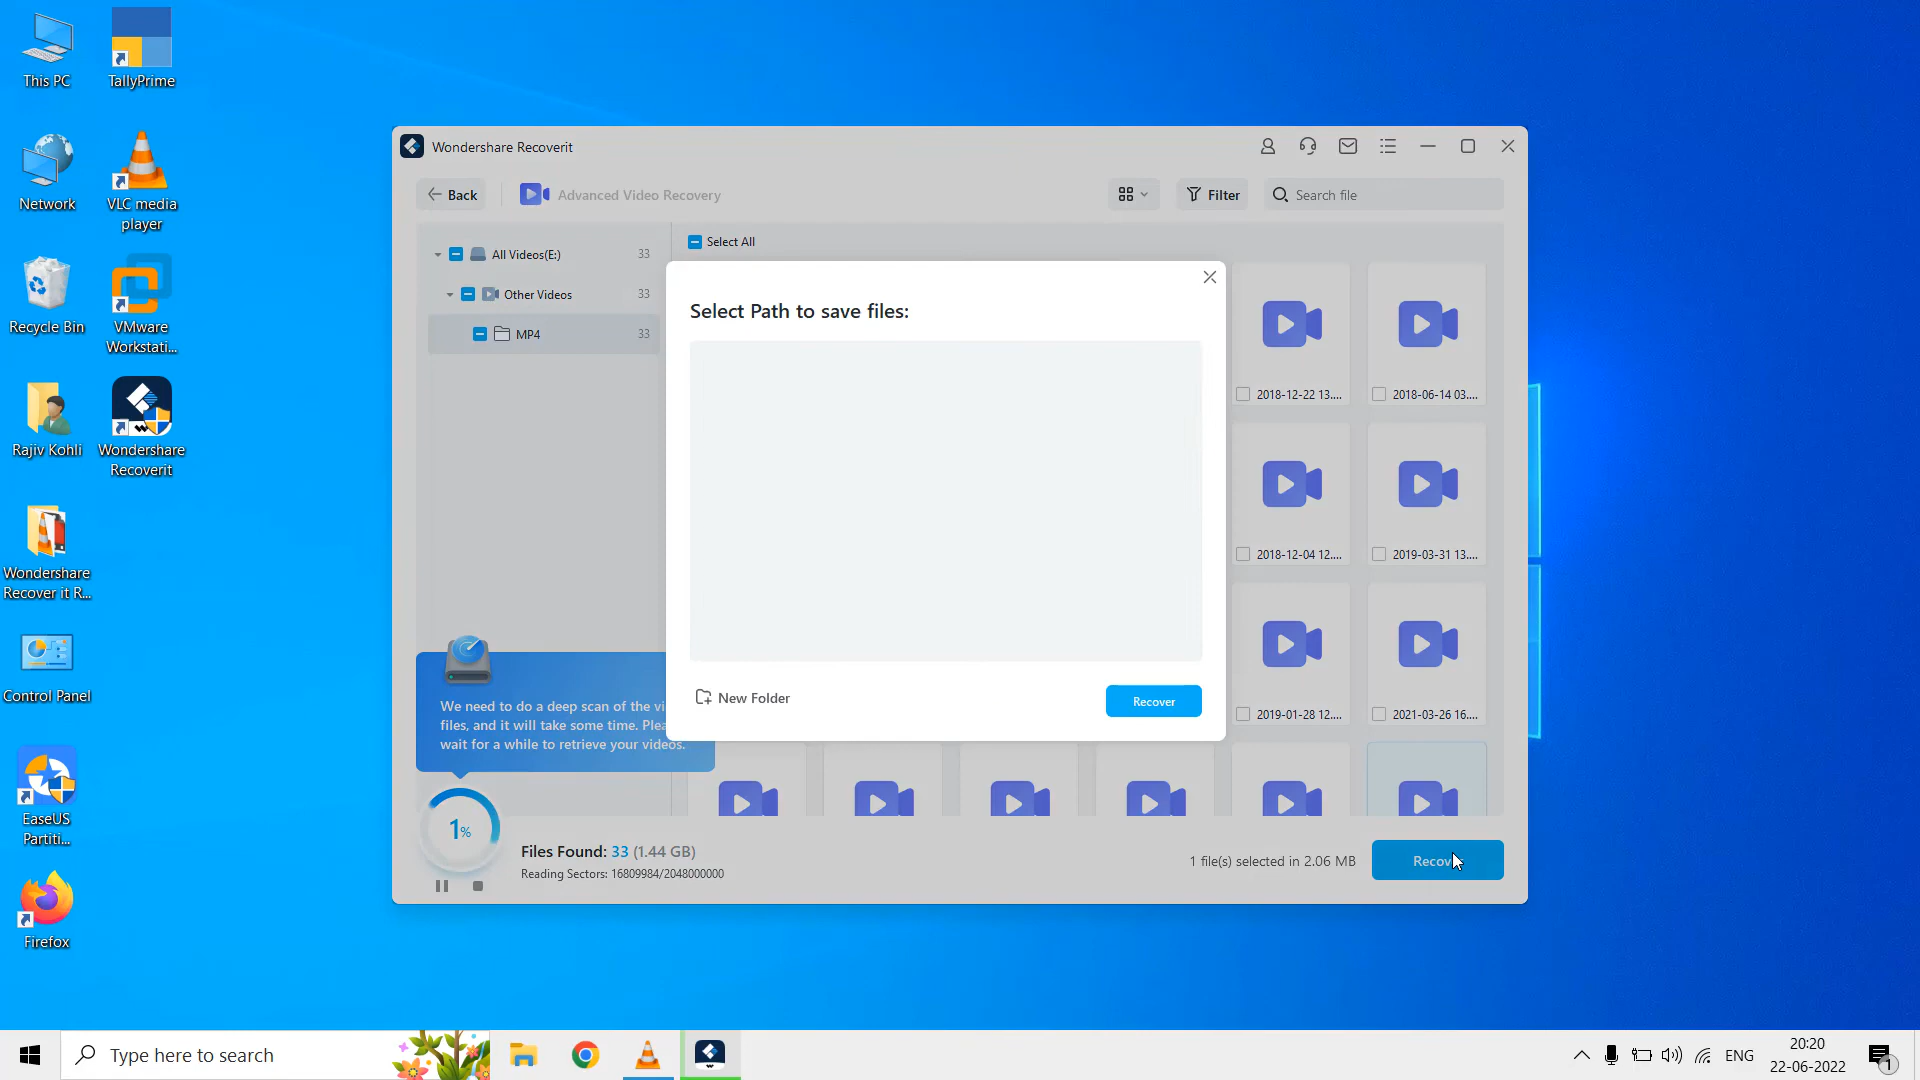 This PC
TallyPrime
Network
VLC media
player
Recycle Bin
VMware
Workstati...
Rajiv Kohli
Wondershare
Recoverit
Wondershare
Recover it R...
Control Panel
EaseUS
Partiti...
Firefox
Wondershare Recoverit
Back
Advanced Video Recovery
Filter
Search file
All Videos(E:) 33
Other Videos 33
MP4 33
Select All
Select Path to save files:
New Folder
Recover
2018-12-22 13....
2018-06-14 03....
2018-12-04 12....
2019-03-31 13....
2019-01-28 12....
2021-03-26 16....
We need to do a deep scan of the vi
files, and it will take some time. Plea
wait for a while to retrieve your videos.
1%
Files Found: 33 (1.44 GB)
Reading Sectors: 16809984/2048000000
1 file(s) selected in 2.06 MB
Recov
Type here to search
ENG
20:20
22-06-2022
1